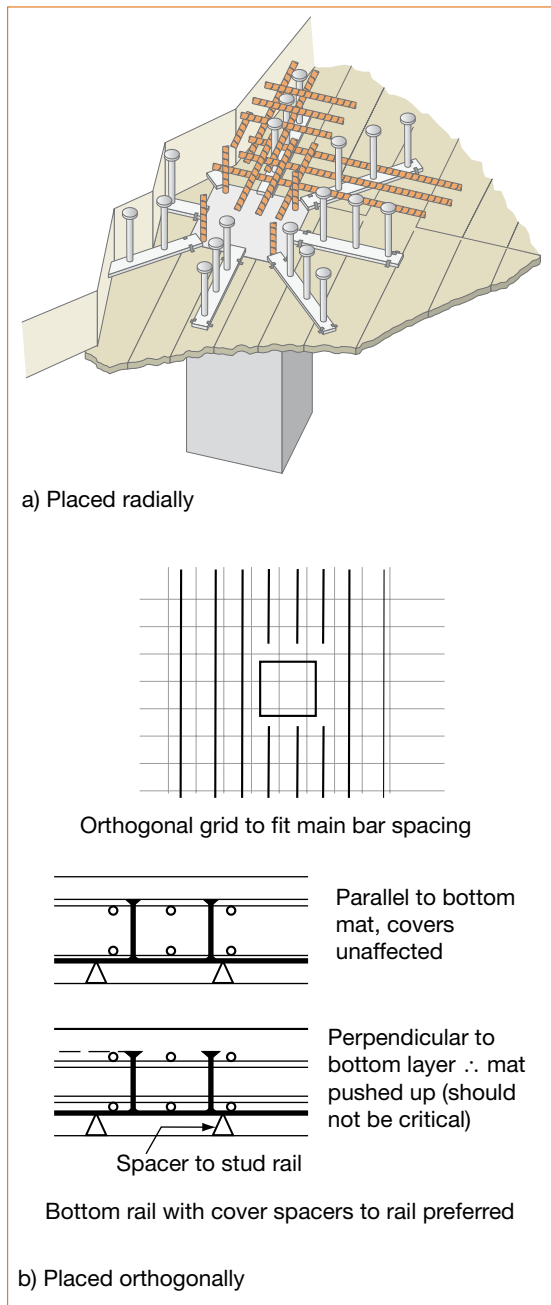 a) Placed radially
Orthogonal grid to fit main bar spacing
Parallel to bottom
mat, covers
unaffected
Perpendicular to
bottom layer ∴ mat
pushed up (should
not be critical)
Spacer to stud rail
Bottom rail with cover spacers to rail preferred
b) Placed orthogonally